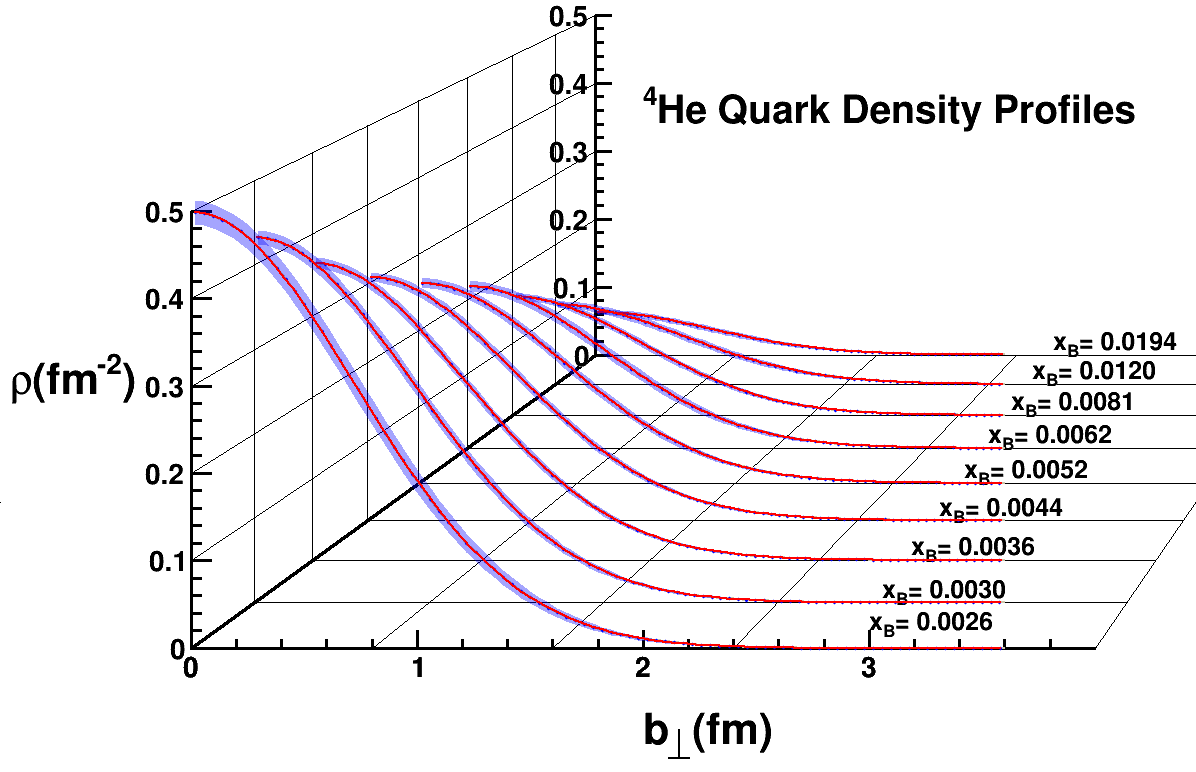 0.5
0.4
0.3
0.2
0.1
0
⁴He Quark Density Profiles
0.5
0.4
0.3
0.2
0.1
0
ρ(fm⁻²)
x_B= 0.0194
x_B= 0.0120
x_B= 0.0081
x_B= 0.0062
x_B= 0.0052
x_B= 0.0044
x_B= 0.0036
x_B= 0.0030
x_B= 0.0026
0 1 2 3
b_⊥(fm)